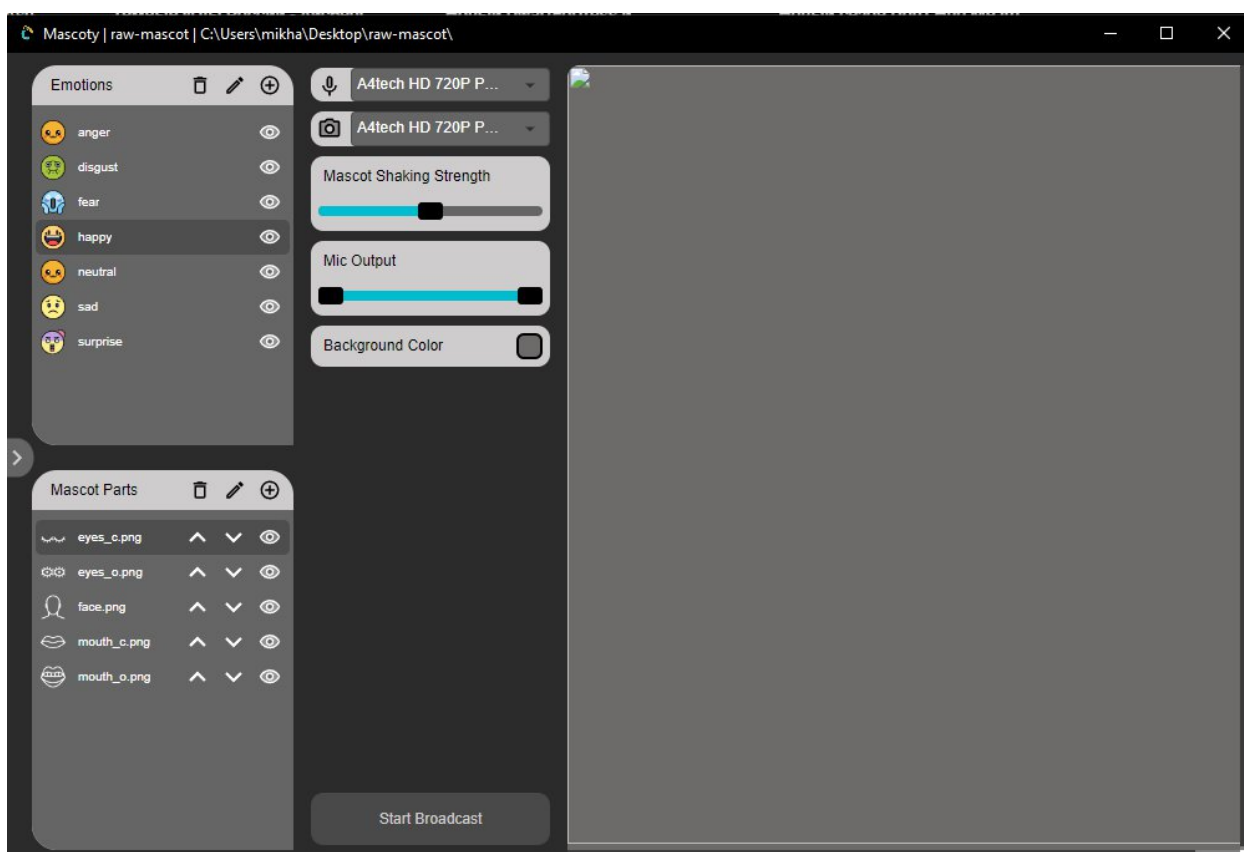 Mascoty | raw-mascot | C:\Users\mikha\Desktop\raw-mascot\
Emotions
anger
disgust
fear
happy
neutral
sad
surprise
Mascot Parts
eyes_c.png
eyes_o.png
face.png
mouth_c.png
mouth_o.png
A4tech HD 720P P...
A4tech HD 720P P...
Mascot Shaking Strength
Mic Output
Background Color
Start Broadcast